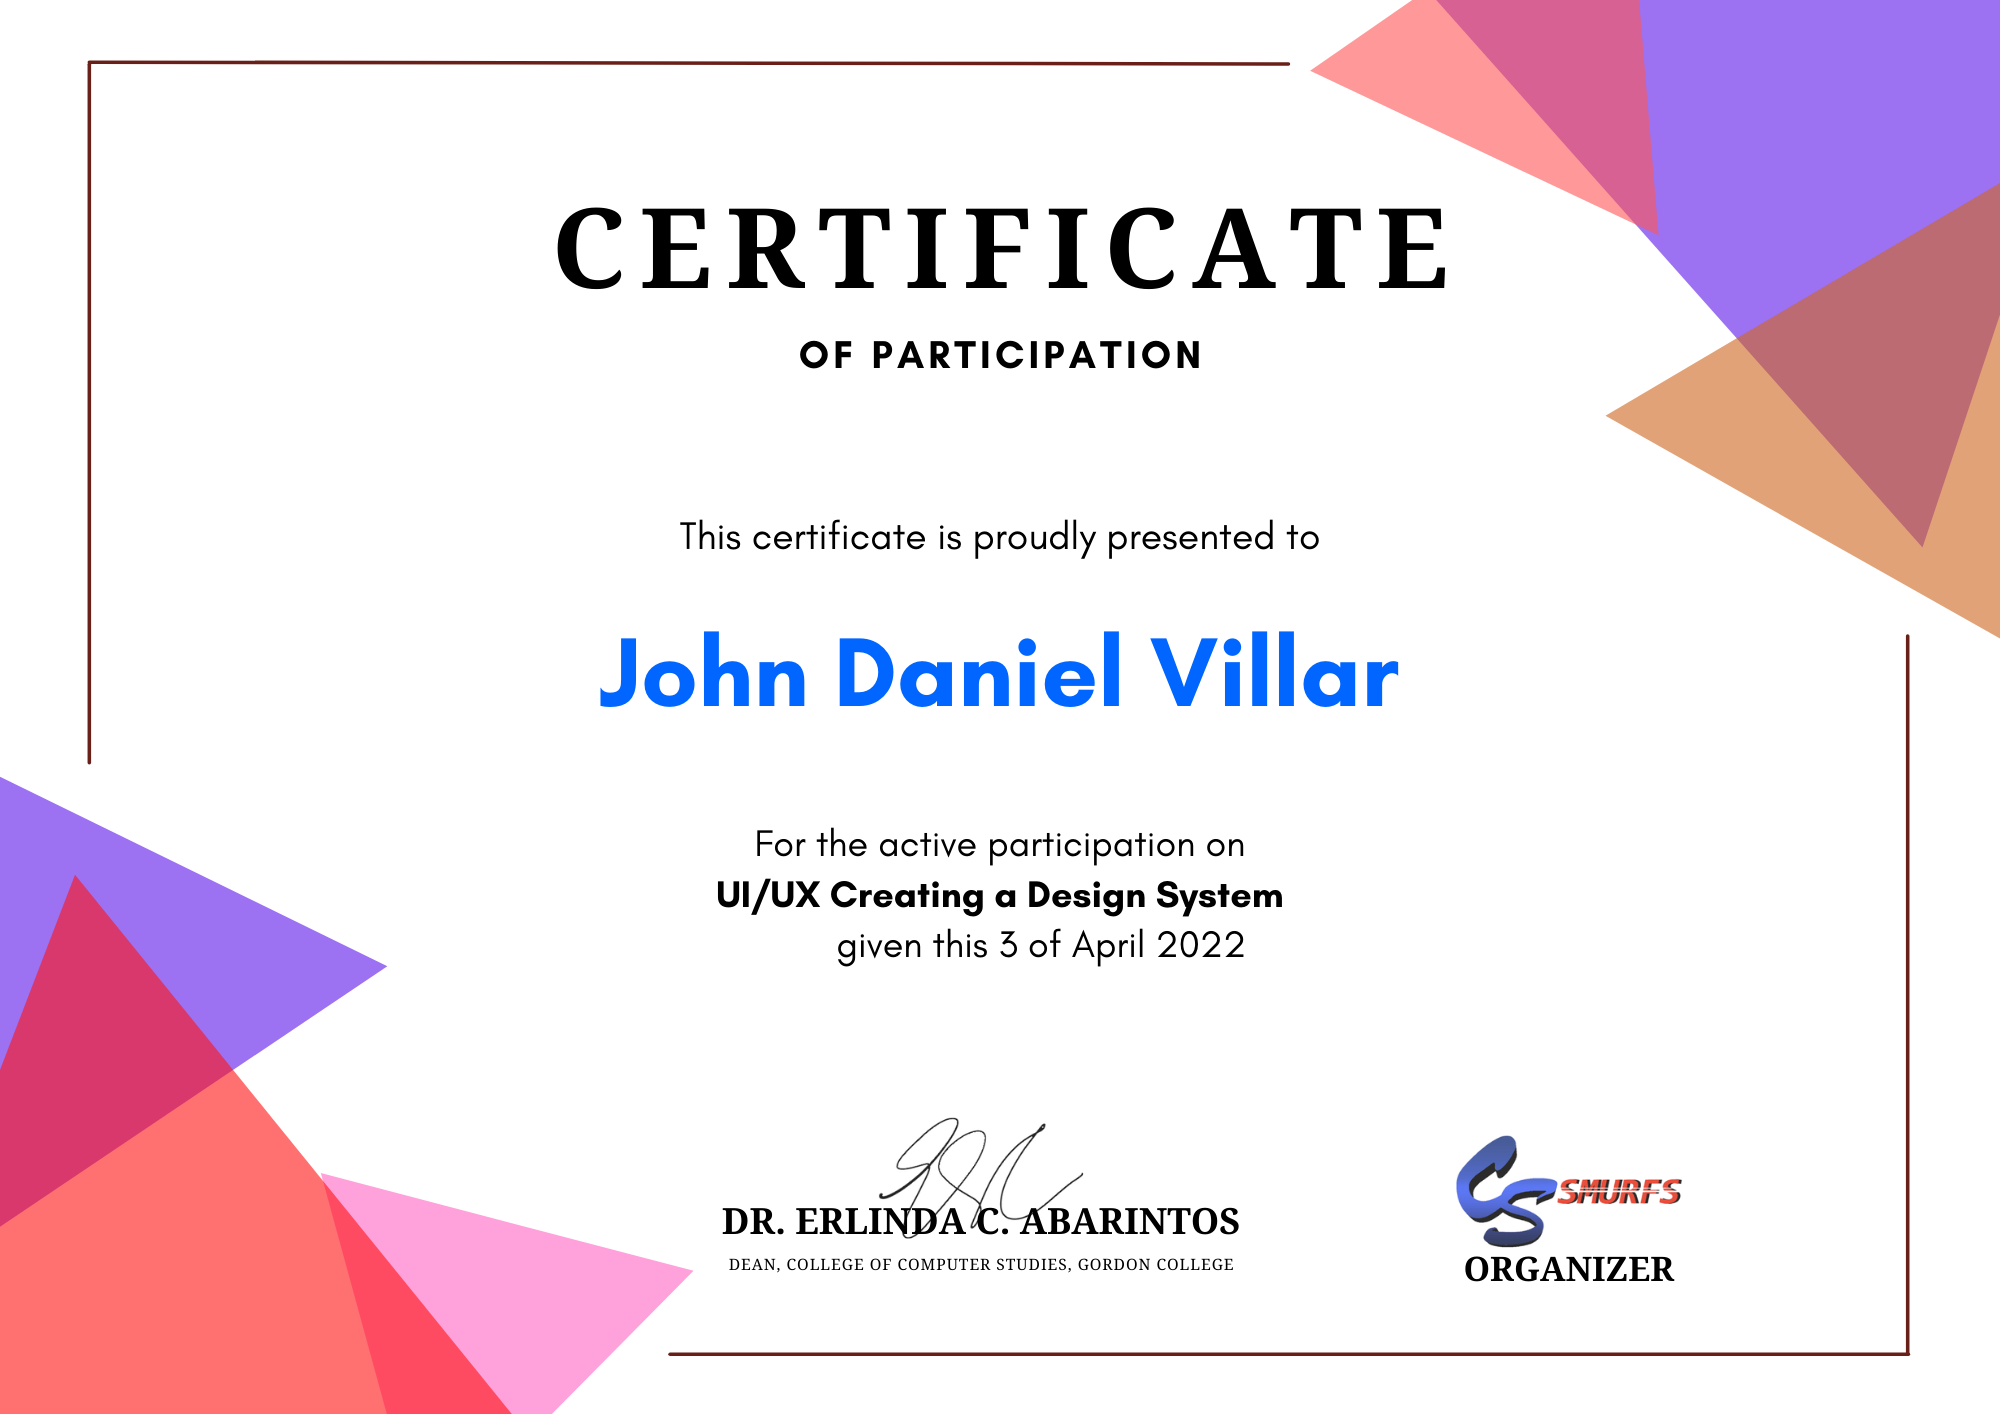 CERTIFICATE
OF PARTICIPATION
This certificate is proudly presented to
John Daniel Villar
For the active participation on
UI/UX Creating a Design System
given this 3 of April 2022
DR. ERLINDA C. ABARINTOS
DEAN, COLLEGE OF COMPUTER STUDIES, GORDON COLLEGE
CS SMURFS
ORGANIZER